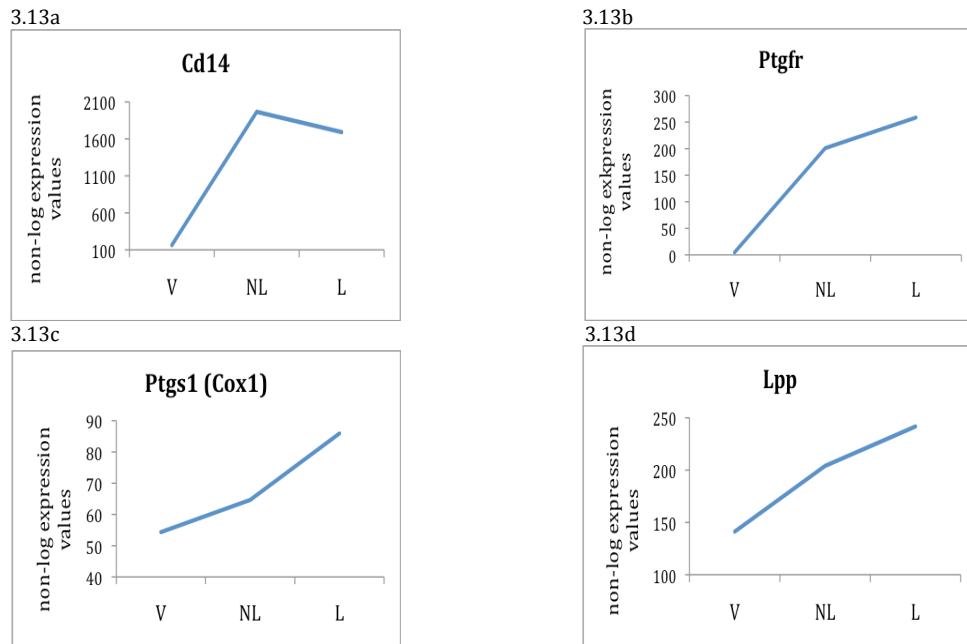 3.13a
Cd14
non-log expression
values
2100
1600
1100
600
100
V NL L
3.13b
Ptgfr
non-log exkpression
values
300
250
200
150
100
50
0
V NL L
3.13c
Ptgs1 (Cox1)
non-log expression
values
90
80
70
60
50
40
V NL L
3.13d
Lpp
non-log expression
values
250
200
150
100
V NL L